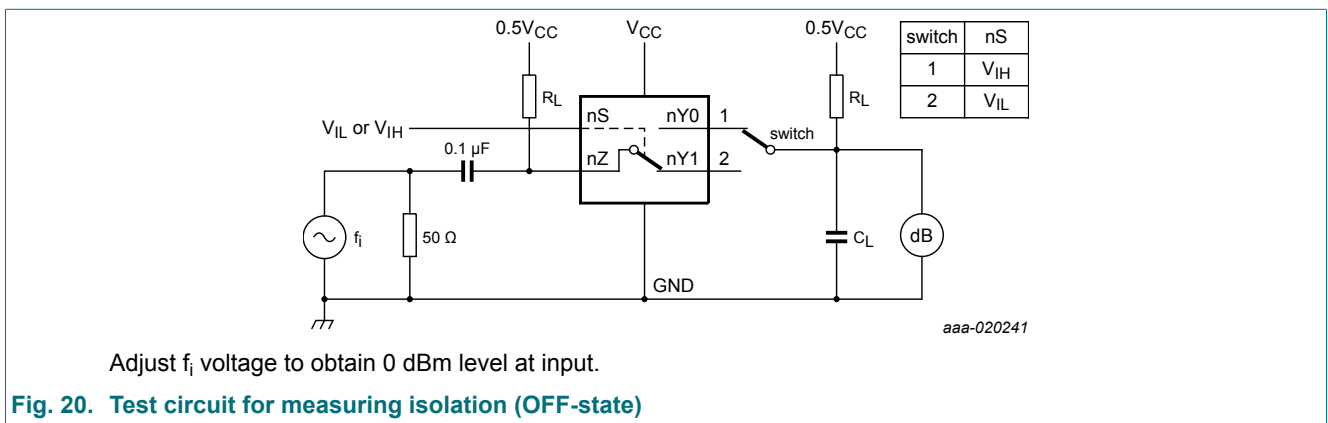 0.5VCC VCC 0.5VCC
switch nS
1 VIH
2 VIL
RL RL
nS nY0 1
VIL or VIH switch
0.1 µF
nZ nY1 2
fi 50 Ω CL dB
GND
aaa-020241
Adjust fi voltage to obtain 0 dBm level at input.
Fig. 20. Test circuit for measuring isolation (OFF-state)